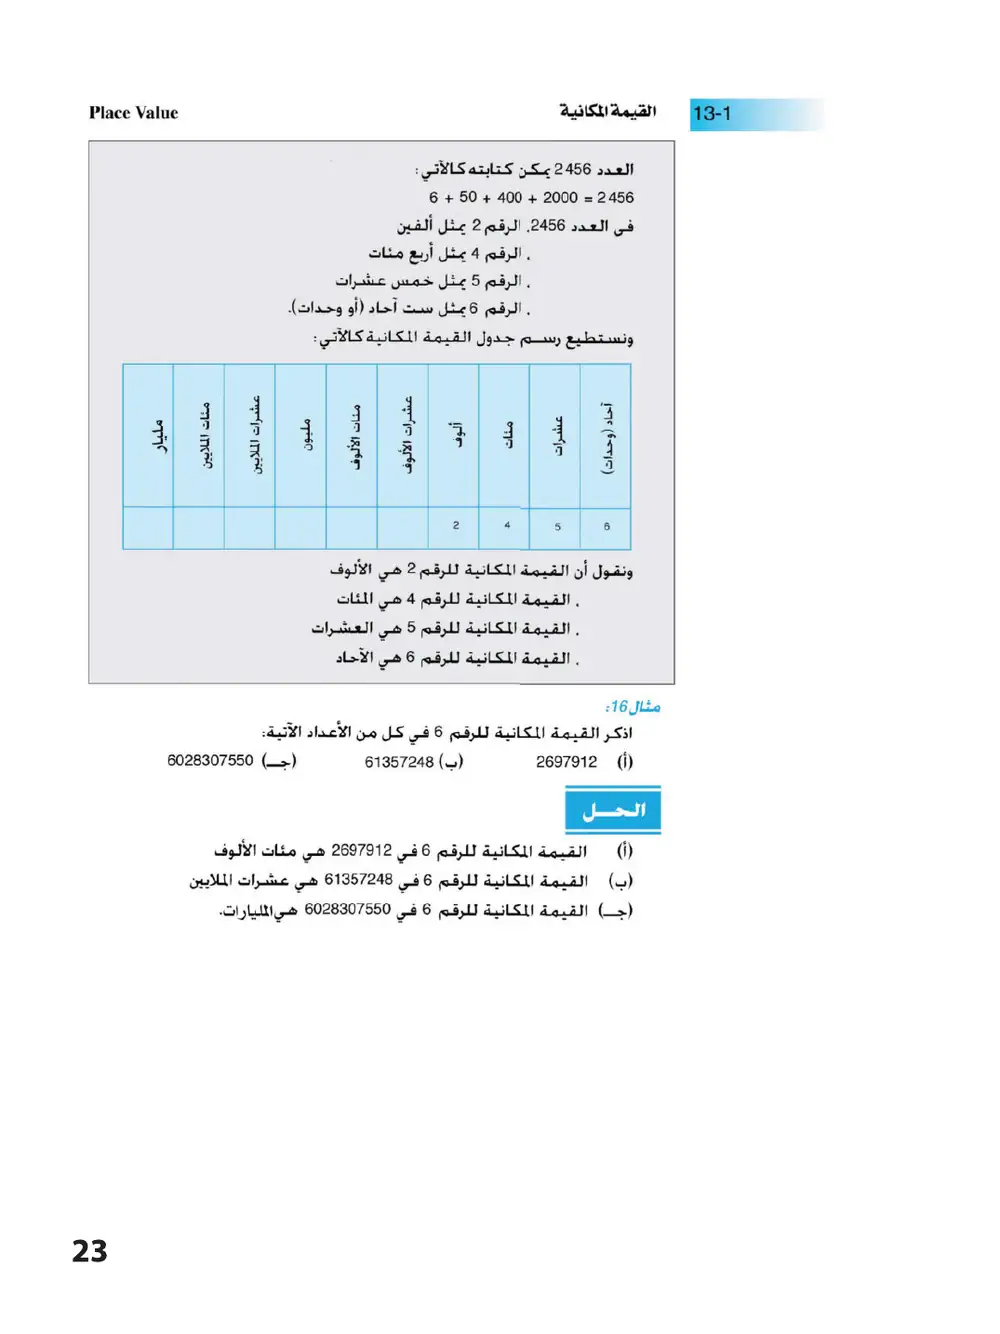 13-1 القيمة المكانية Place Value
العدد 2456 يمكن كتابته كالآتي :
6 + 50 + 400 + 2000 = 2456
في العدد 2456. الرقم 2 يمثل ألفين
. الرقم 4 يمثل أربع مئات
. الرقم 5 يمثل خمس عشرات
. الرقم 6 يمثل ست آحاد (أو وحدات).
ونستطيع رسم جدول القيمة المكانية كالآتي :
آحاد (وحدات) عشرات مئات ألوف عشرات الألوف مئات الألوف مليون عشرات الملايين مئات الملايين مليار
6 5 4 2
ونقول أن القيمة المكانية للرقم 2 هي الألوف
. القيمة المكانية للرقم 4 هي المئات
. القيمة المكانية للرقم 5 هي العشرات
. القيمة المكانية للرقم 6 هي الآحاد
مثال 16:
اذكر القيمة المكانية للرقم 6 في كل من الأعداد الآتية:
(أ) 2697912 (ب) 61357248 (جـ) 6028307550
الحل
(أ) القيمة المكانية للرقم 6 في 2697912 هي مئات الألوف
(ب) القيمة المكانية للرقم 6 في 61357248 هي عشرات الملايين
(جـ) القيمة المكانية للرقم 6 في 6028307550 هي المليارات.
23